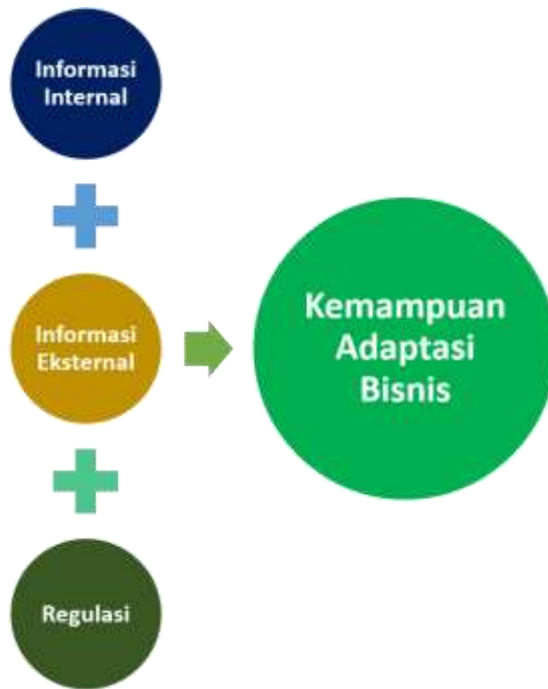 Informasi
Internal
Informasi
Eksternal
Regulasi
Kemampuan
Adaptasi
Bisnis